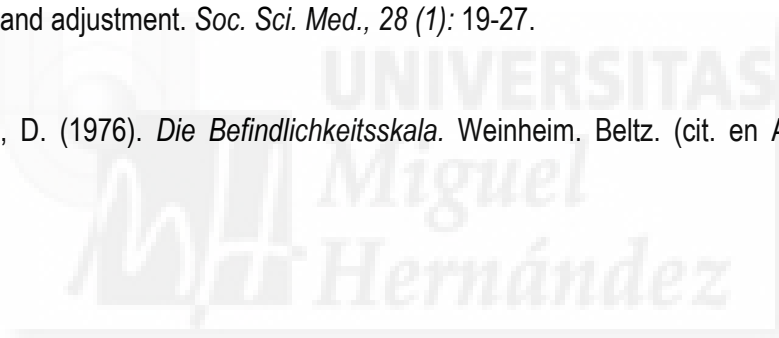 and adjustment. Soc. Sci. Med., 28 (1): 19-27.
, D. (1976). Die Befindlichkeitsskala. Weinheim. Beltz. (cit. en A
UNIVERSITAS
Miguel
Hernández